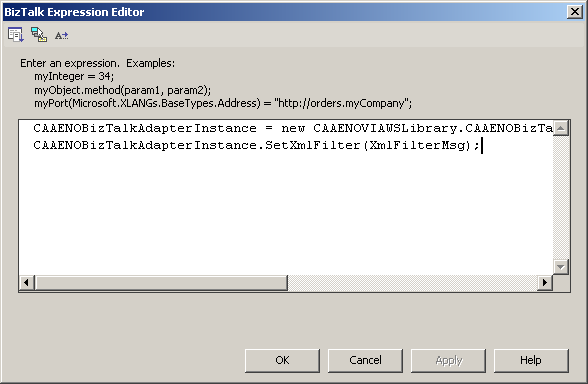 BizTalk Expression Editor
Enter an expression. Examples:
myInteger = 34;
myObject.method(param1, param2);
myPort(Microsoft.XLANGs.BaseTypes.Address) = "http://orders.myCompany";
CAAENOBizTalkAdapterInstance = new CAAENOVIAWSLibrary.CAAENOBizTa
CAAENOBizTalkAdapterInstance.SetXmlFilter(XmlFilterMsg);
OK
Cancel
Apply
Help